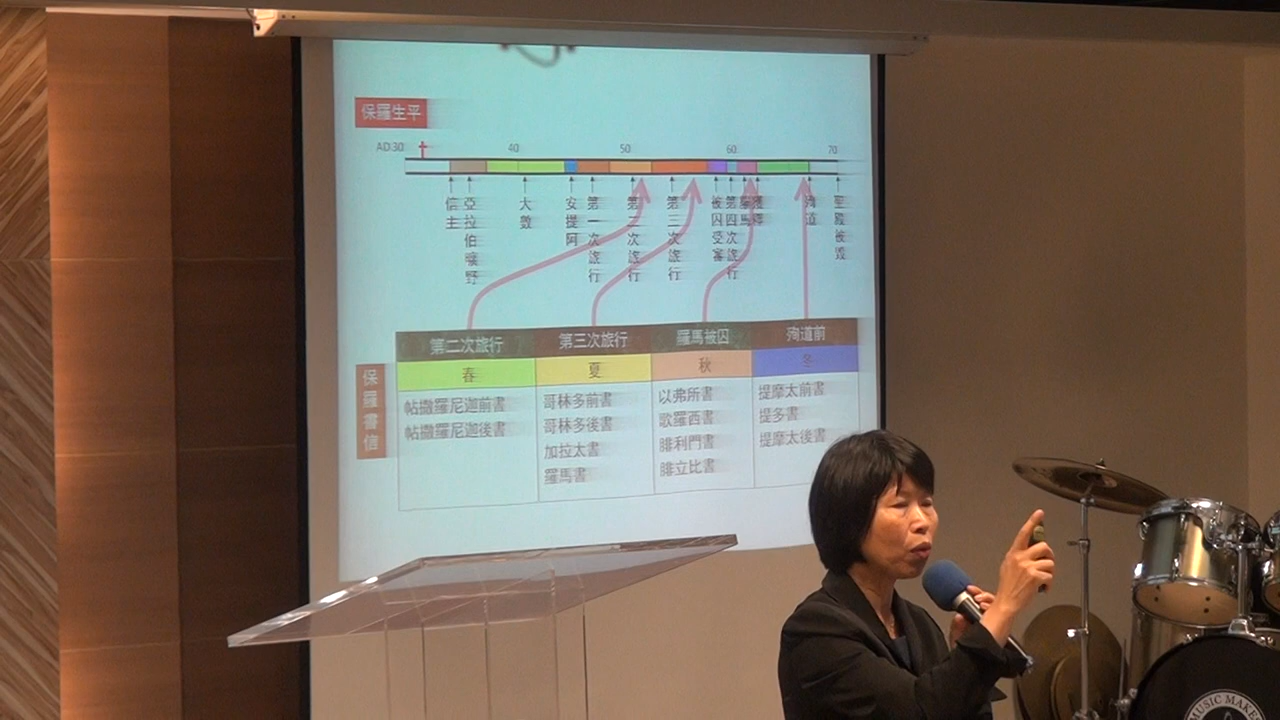 保羅生平
AD.30
40
50
60
70
信主
亞拉伯曠野
大數
安提阿
第一次旅行
第二次旅行
第三次旅行
被囚受審
第四次旅行
殉道
聖殿被毀
保羅書信
第二次旅行
第三次旅行
羅馬被囚
殉道前
春
夏
秋
冬
帖撒羅尼迦前書
帖撒羅尼迦後書
哥林多前書
哥林多後書
加拉太書
羅馬書
以弗所書
歌羅西書
腓利門書
腓立比書
提摩太前書
提多書
提摩太後書
MUSIC MAKE